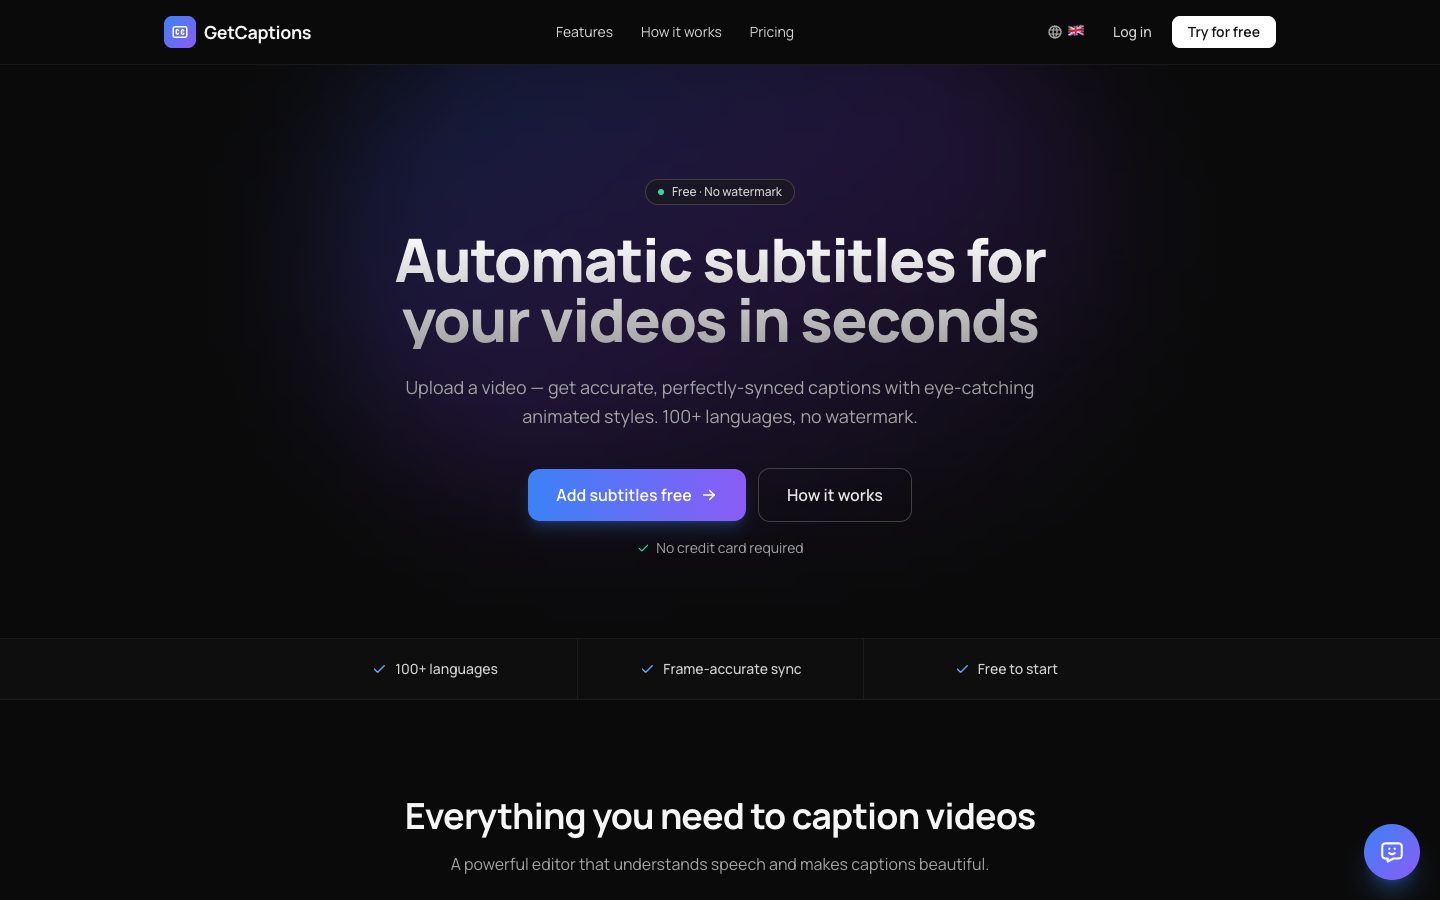 GetCaptions
Features
How it works
Pricing
Log in
Try for free
Free · No watermark
Automatic subtitles for
your videos in seconds
Upload a video — get accurate, perfectly-synced captions with eye-catching
animated styles. 100+ languages, no watermark.
Add subtitles free →
How it works
No credit card required
100+ languages
Frame-accurate sync
Free to start
Everything you need to caption videos
A powerful editor that understands speech and makes captions beautiful.